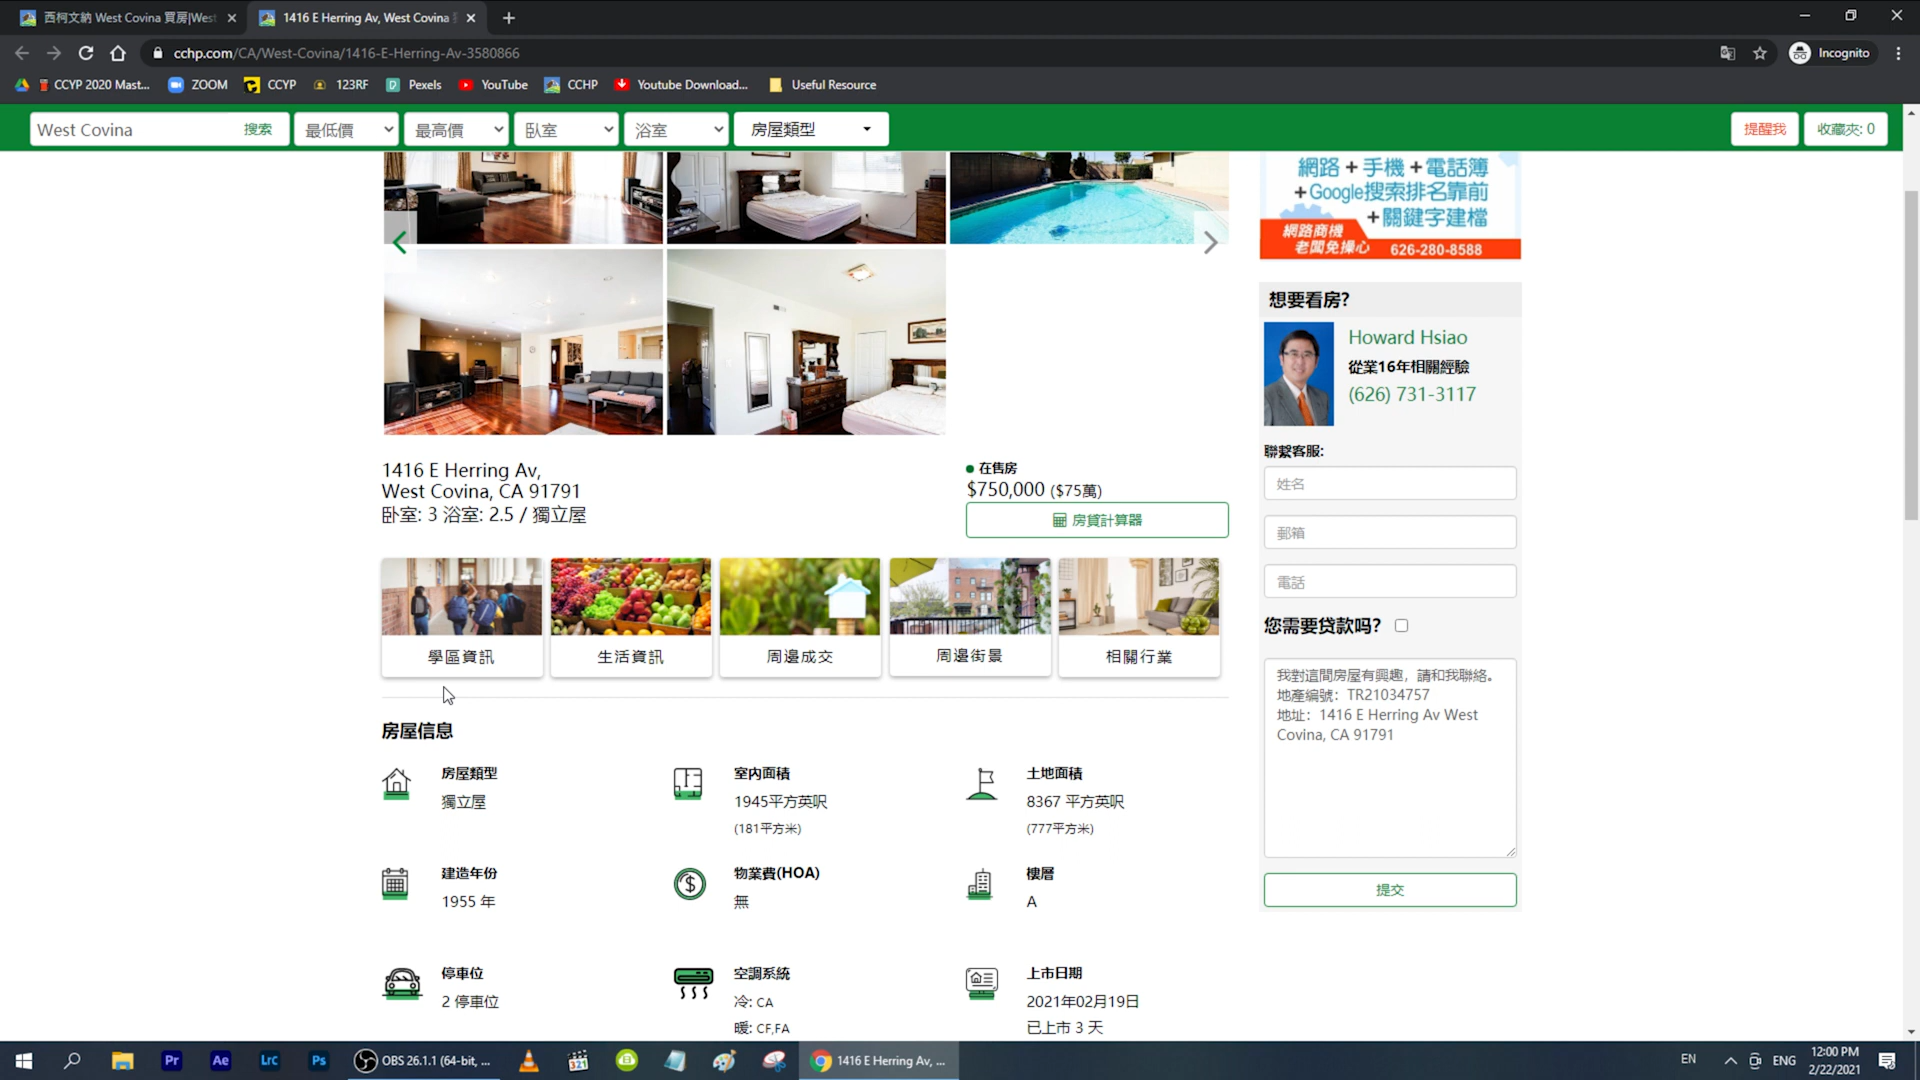 西柯文納 West Covina 買房|West
1416 E Herring Av, West Covina
cchp.com/CA/West-Covina/1416-E-Herring-Av-3580866
Incognito
CCYP 2020 Mast...
ZOOM
CCYP
123RF
Pexels
YouTube
CCHP
Youtube Download...
Useful Resource
West Covina
搜索
最低價
最高價
臥室
浴室
房屋類型
提醒我
收藏夾: 0
網路+手機+電話簿
+Google搜索排名靠前
+關鍵字建檔
網路商機
老闆免操心 626-280-8588
想要看房?
Howard Hsiao
從業16年相關經驗
(626) 731-3117
聯繫客服:
姓名
郵箱
電話
您需要贷款吗?
我對這間房屋有興趣，請和我聯絡。
地產編號：TR21034757
地址：1416 E Herring Av West
Covina, CA 91791
提交
1416 E Herring Av,
West Covina, CA 91791
卧室: 3 浴室: 2.5 / 獨立屋
在售房
$750,000 ($75萬)
房貸計算器
學區資訊
生活資訊
周邊成交
周邊街景
相關行業
房屋信息
房屋類型
獨立屋
室內面積
1945平方英呎
(181平方米)
土地面積
8367 平方英呎
(777平方米)
建造年份
1955 年
物業費(HOA)
無
樓層
A
停車位
2 停車位
空調系統
冷: CA
暖: CF,FA
上市日期
2021年02月19日
已上市 3 天
Pr
Ae
Lrc
Ps
OBS 26.1.1 (64-bit, ...
321
1416 E Herring Av, ...
EN
ENG
12:00 PM
2/22/2021